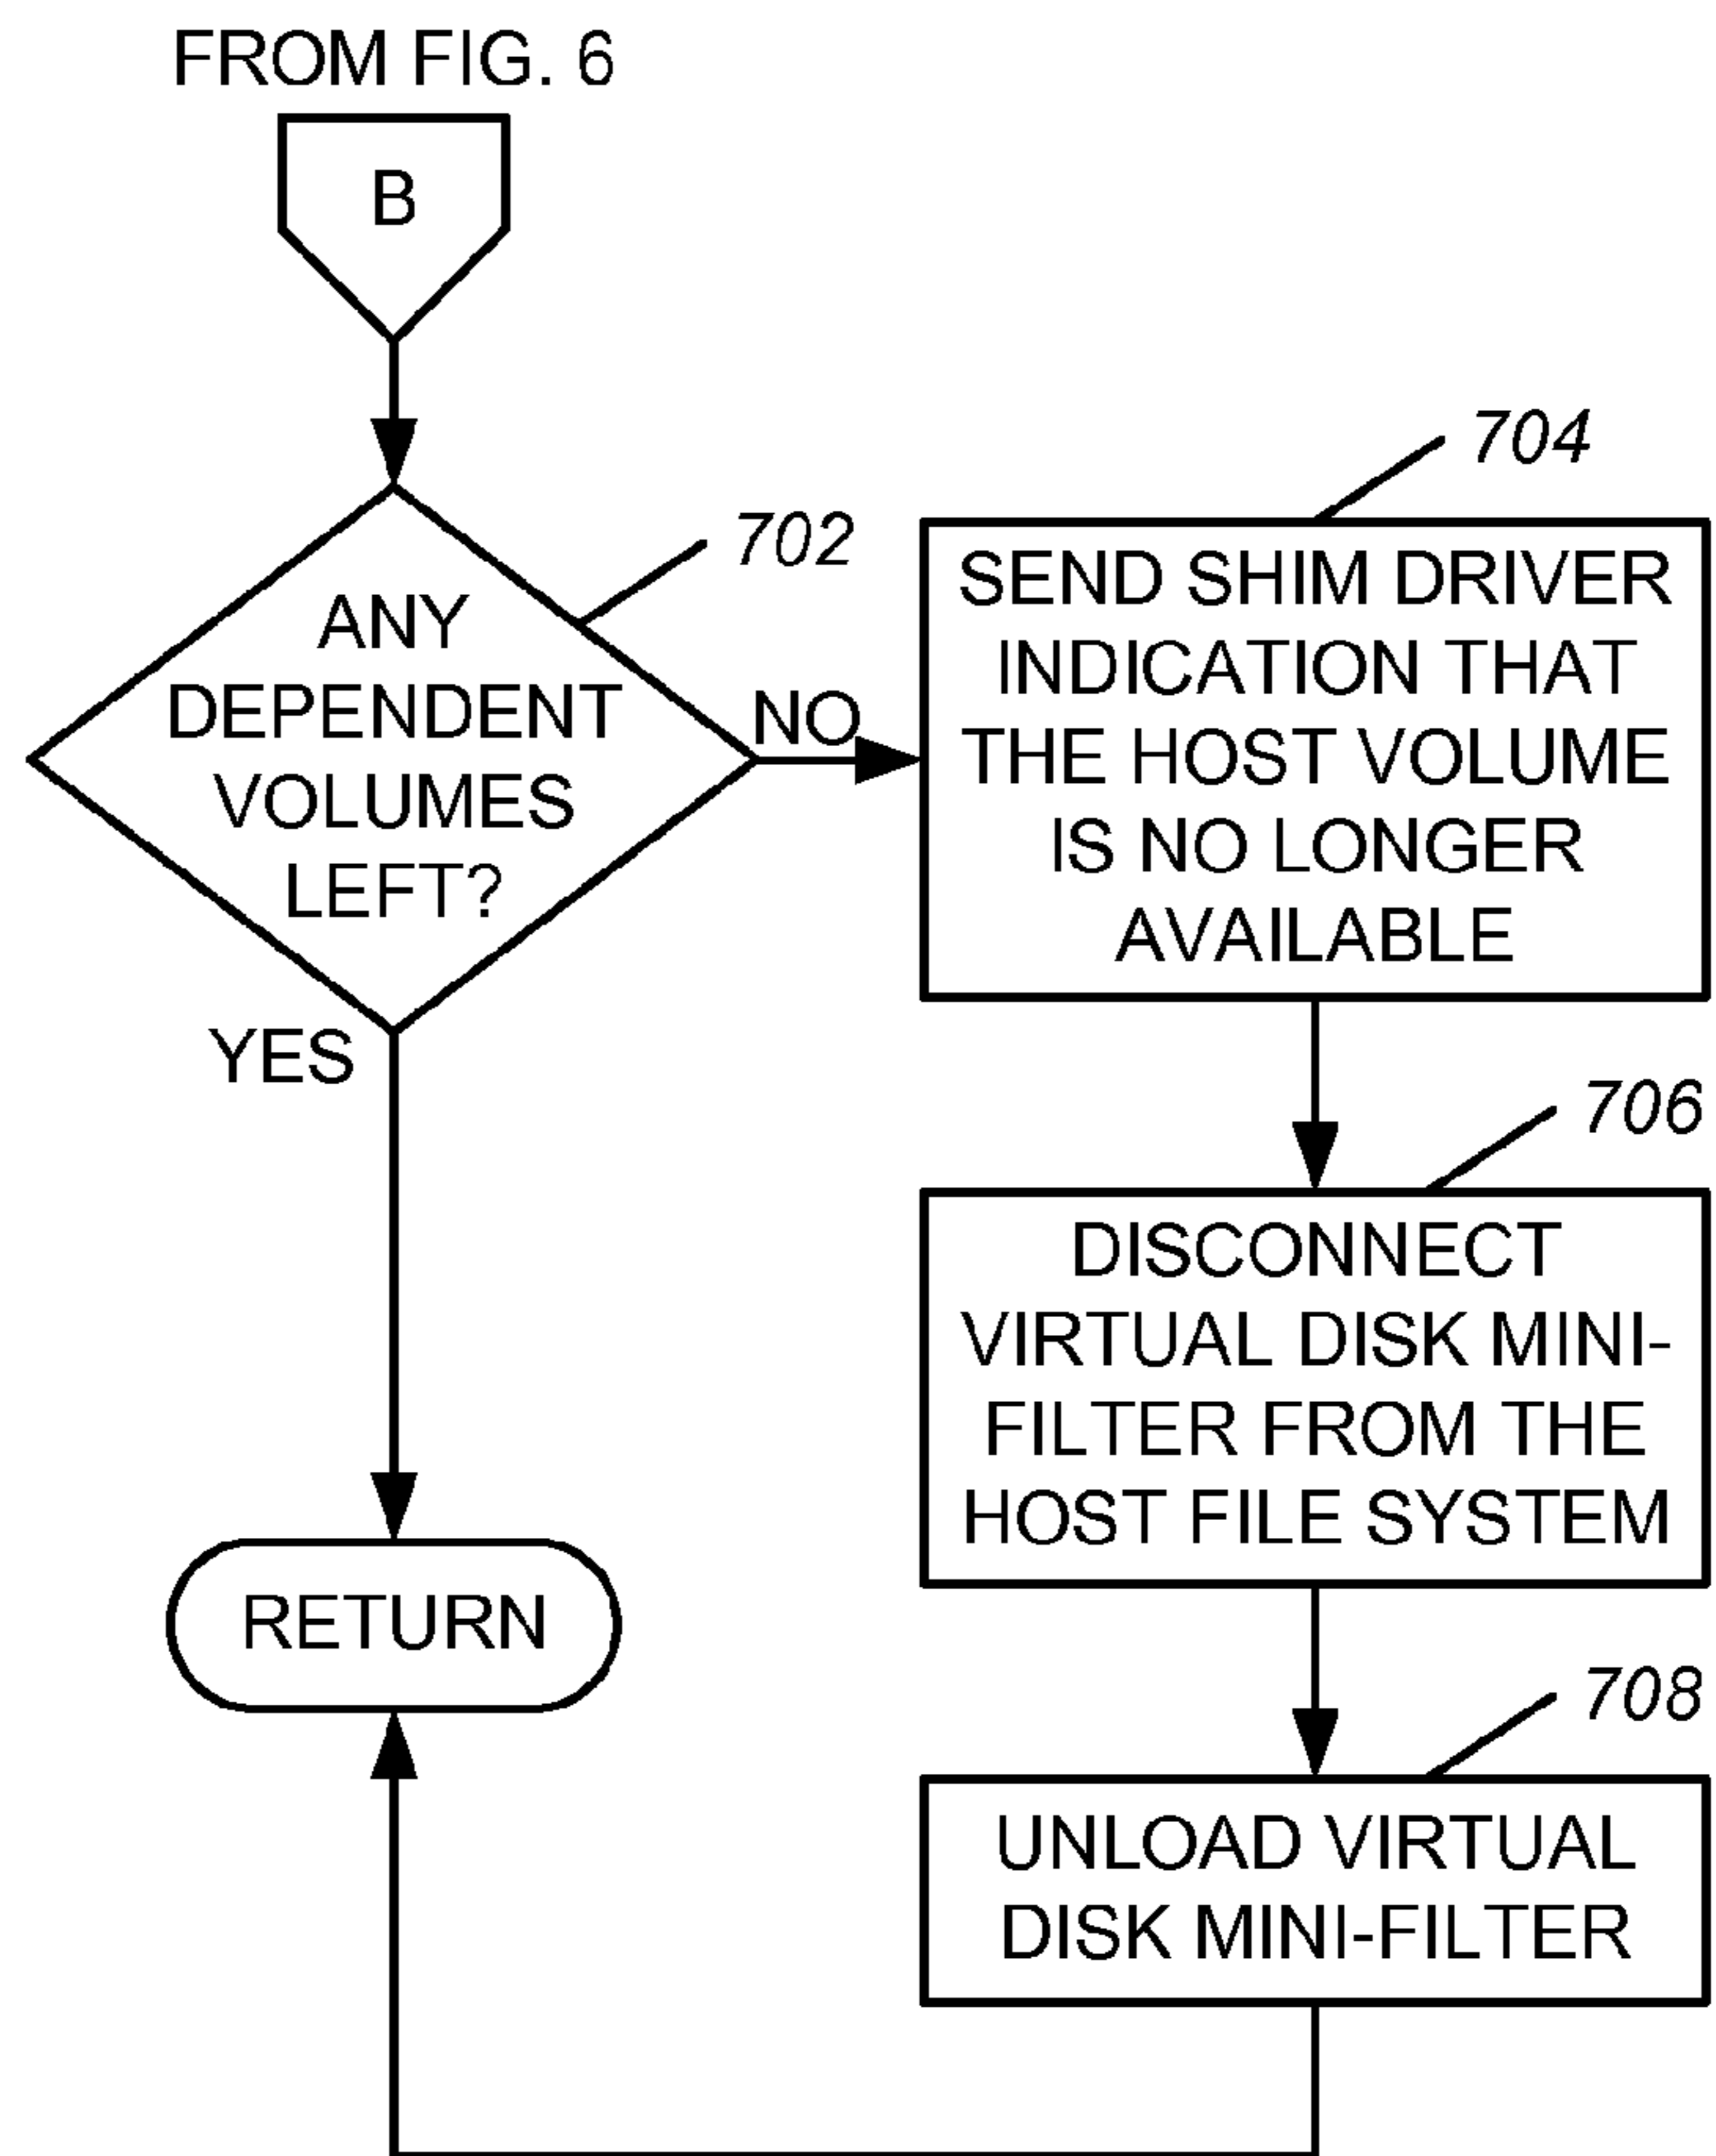 FROM FIG. 6
B
702
ANY
DEPENDENT
VOLUMES
LEFT?
NO
YES
704
SEND SHIM DRIVER
INDICATION THAT
THE HOST VOLUME
IS NO LONGER
AVAILABLE
706
DISCONNECT
VIRTUAL DISK MINI-
FILTER FROM THE
HOST FILE SYSTEM
708
UNLOAD VIRTUAL
DISK MINI-FILTER
RETURN